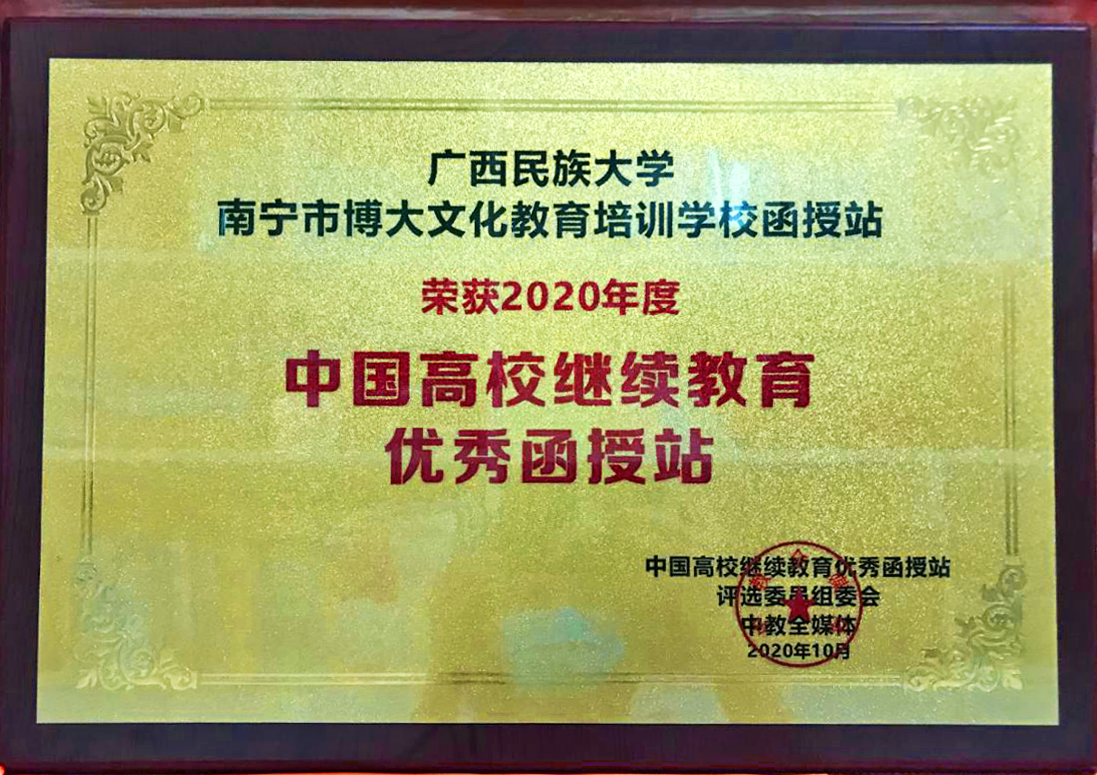 广西民族大学
南宁市博大文化教育培训学校函授站
荣获2020年度
中国高校继续教育
优秀函授站
中国高校继续教育优秀函授站
评选委员组委会
中教全媒体
2020年10月